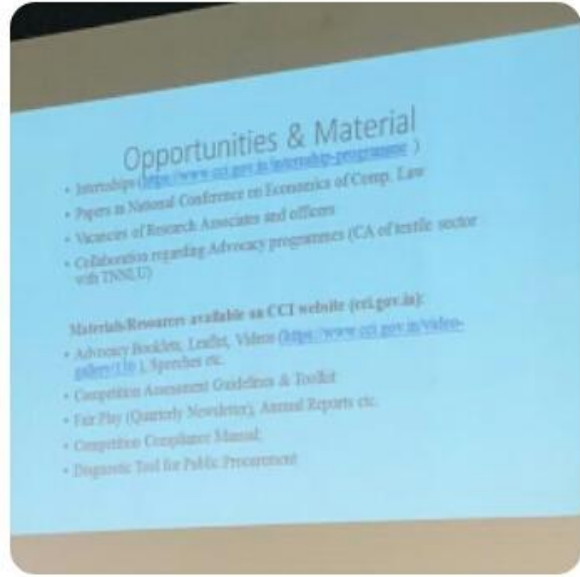 Opportunities & Material
• Internships (https://www.cci.gov.in/internship-programme )
• Papers in National Conference on Economics of Comp. Law
• Vacancies of Research Associates and officers
• Collaboration regarding Advocacy programmes (CA of textile sector
with TNNLU)
Materials/Resources available on CCI website (cci.gov.in):
• Advocacy Booklets, Leaflet, Videos (https://www.cci.gov.in/video-
gallery/130 ), Speeches etc.
• Competition Assessment Guidelines & Toolkit
• Fair Play (Quarterly Newsletter), Annual Reports etc.
• Competition Compliance Manual;
• Diagnostic Tool for Public Procurement